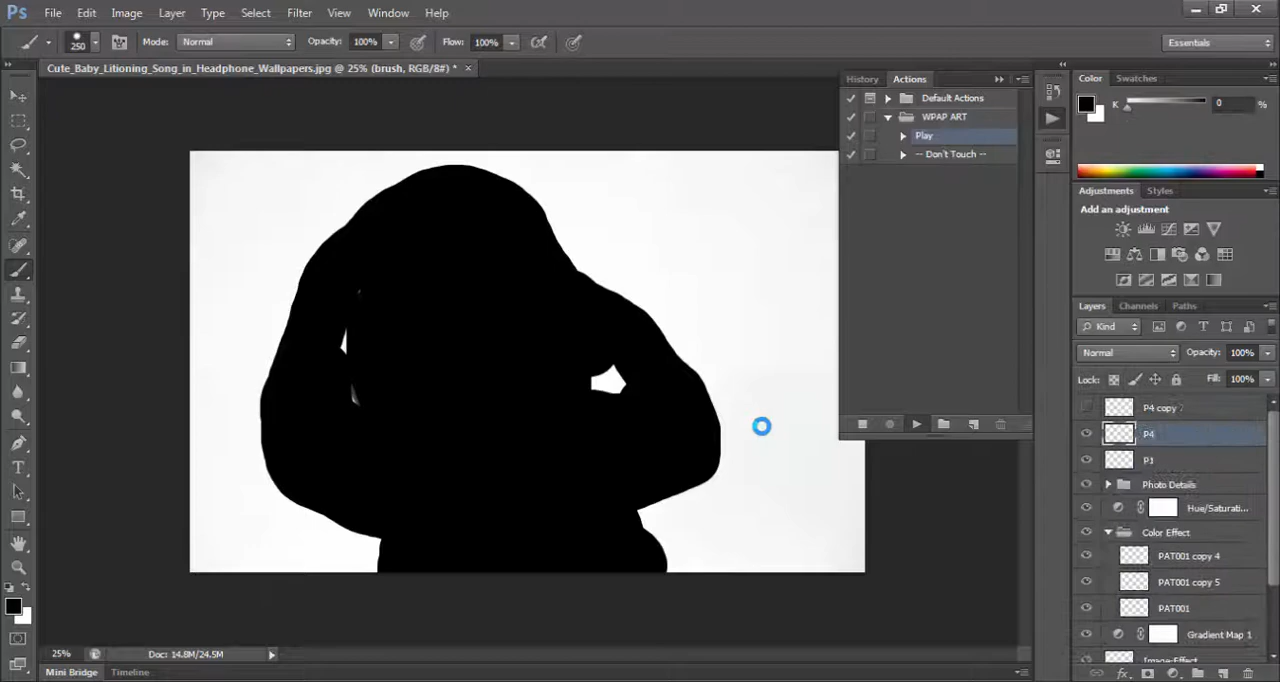 Ps File Edit Image Layer Type Select Filter View Window Help
250 Mode: Normal Opacity: 100% Flow: 100% Essentials
Cute_Baby_Litioning_Song_in_Headphone_Wallpapers.jpg @ 25% (brush, RGB/8#) *
History Actions
Default Actions
WPAP ART
Play
-- Don't Touch --
Color Swatches
K 0 %
Adjustments Styles
Add an adjustment
Layers Channels Paths
Kind
Normal Opacity: 100%
Lock: Fill: 100%
P4 copy
P4
P3
Photo Details
Hue/Saturati...
Color Effect
PAT001 copy 4
PAT001 copy 5
PAT001
Gradient Map 1
Image-Effect
25% Doc: 14.8M/24.5M
Mini Bridge Timeline